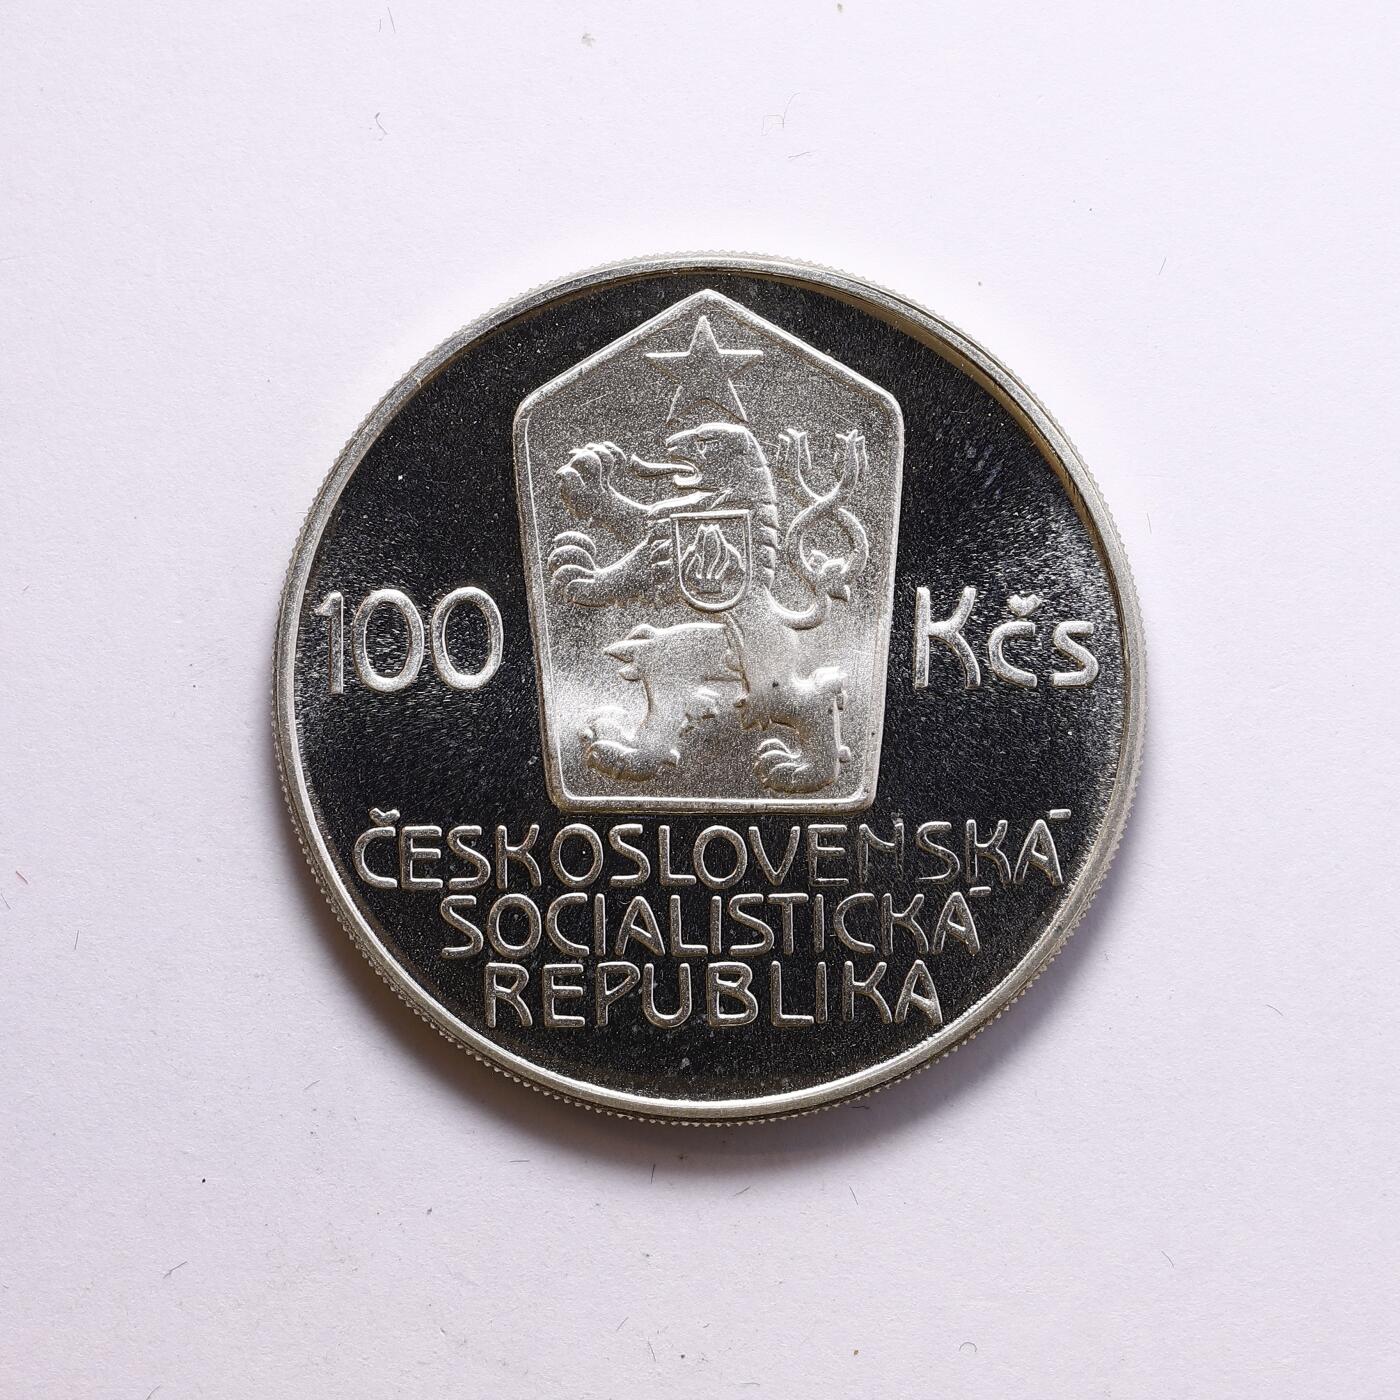 100 Kčs
ČESKOSLOVENSKÁ
SOCIALISTICKÁ
REPUBLIKA